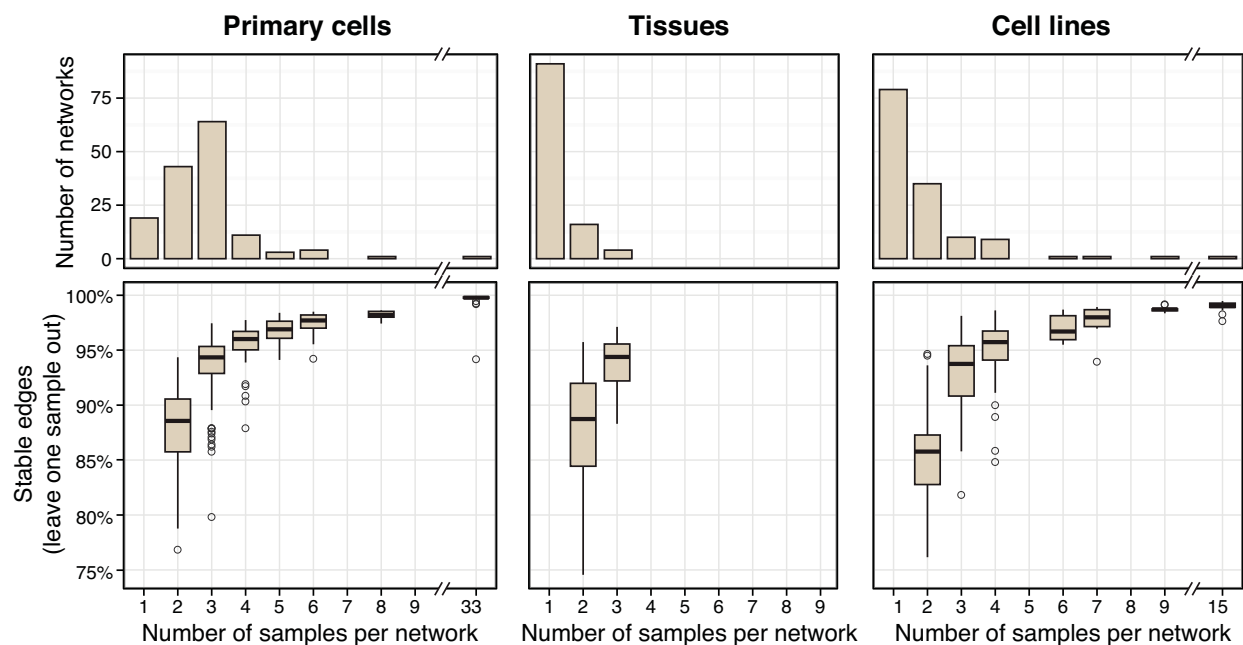 Primary cells
Tissues
Cell lines
Number of networks
75
50
25
0
Stable edges
(leave one sample out)
100%
95%
90%
85%
80%
75%
1 2 3 4 5 6 7 8 9 33
1 2 3 4 5 6 7 8 9
1 2 3 4 5 6 7 8 9 15
Number of samples per network
Number of samples per network
Number of samples per network